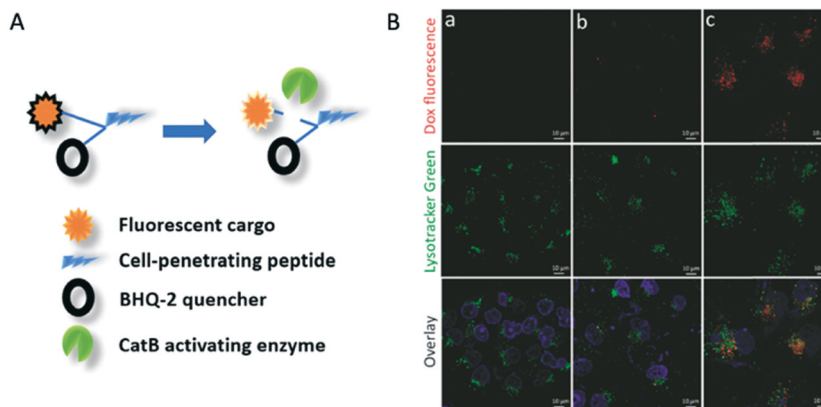 A
Fluorescent cargo
Cell-penetrating peptide
BHQ-2 quencher
CatB activating enzyme
B
a
b
c
Dox fluorescence
10 µm
10 µm
10 µm
Lysotracker Green
10 µm
10 µm
10 µm
Overlay
10 µm
10 µm
10 µm